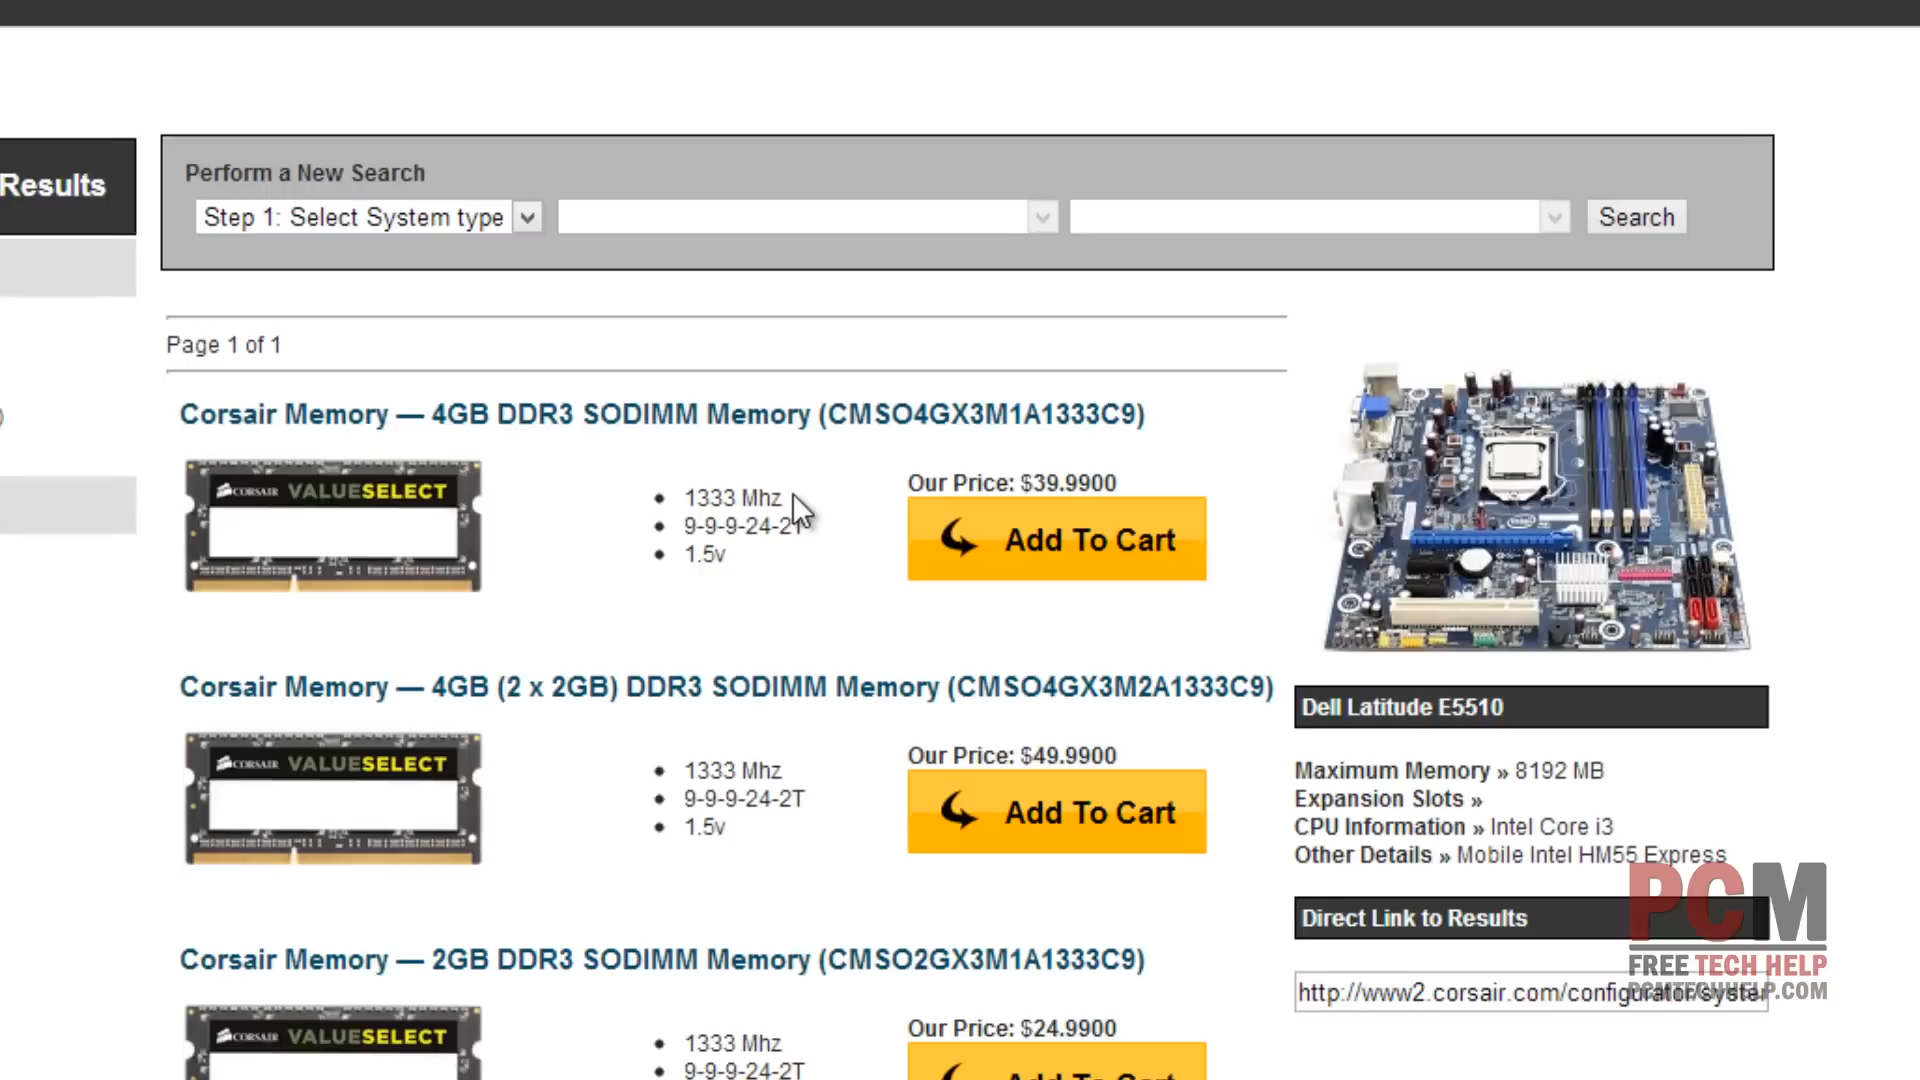 Results
Perform a New Search
Step 1: Select System type
Search
Page 1 of 1
Corsair Memory — 4GB DDR3 SODIMM Memory (CMSO4GX3M1A1333C9)
CORSAIR VALUESELECT
1333 Mhz
9-9-9-24-2T
1.5v
Our Price: $39.9900
Add To Cart
Corsair Memory — 4GB (2 x 2GB) DDR3 SODIMM Memory (CMSO4GX3M2A1333C9)
CORSAIR VALUESELECT
1333 Mhz
9-9-9-24-2T
1.5v
Our Price: $49.9900
Add To Cart
Corsair Memory — 2GB DDR3 SODIMM Memory (CMSO2GX3M1A1333C9)
CORSAIR VALUESELECT
1333 Mhz
9-9-9-24-2T
Our Price: $24.9900
Add To Cart
Dell Latitude E5510
Maximum Memory » 8192 MB
Expansion Slots »
CPU Information » Intel Core i3
Other Details » Mobile Intel HM55 Express
Direct Link to Results
http://www2.corsair.com/configurator/syste
PCM
FREE TECH HELP
PCMTECHHELP.COM